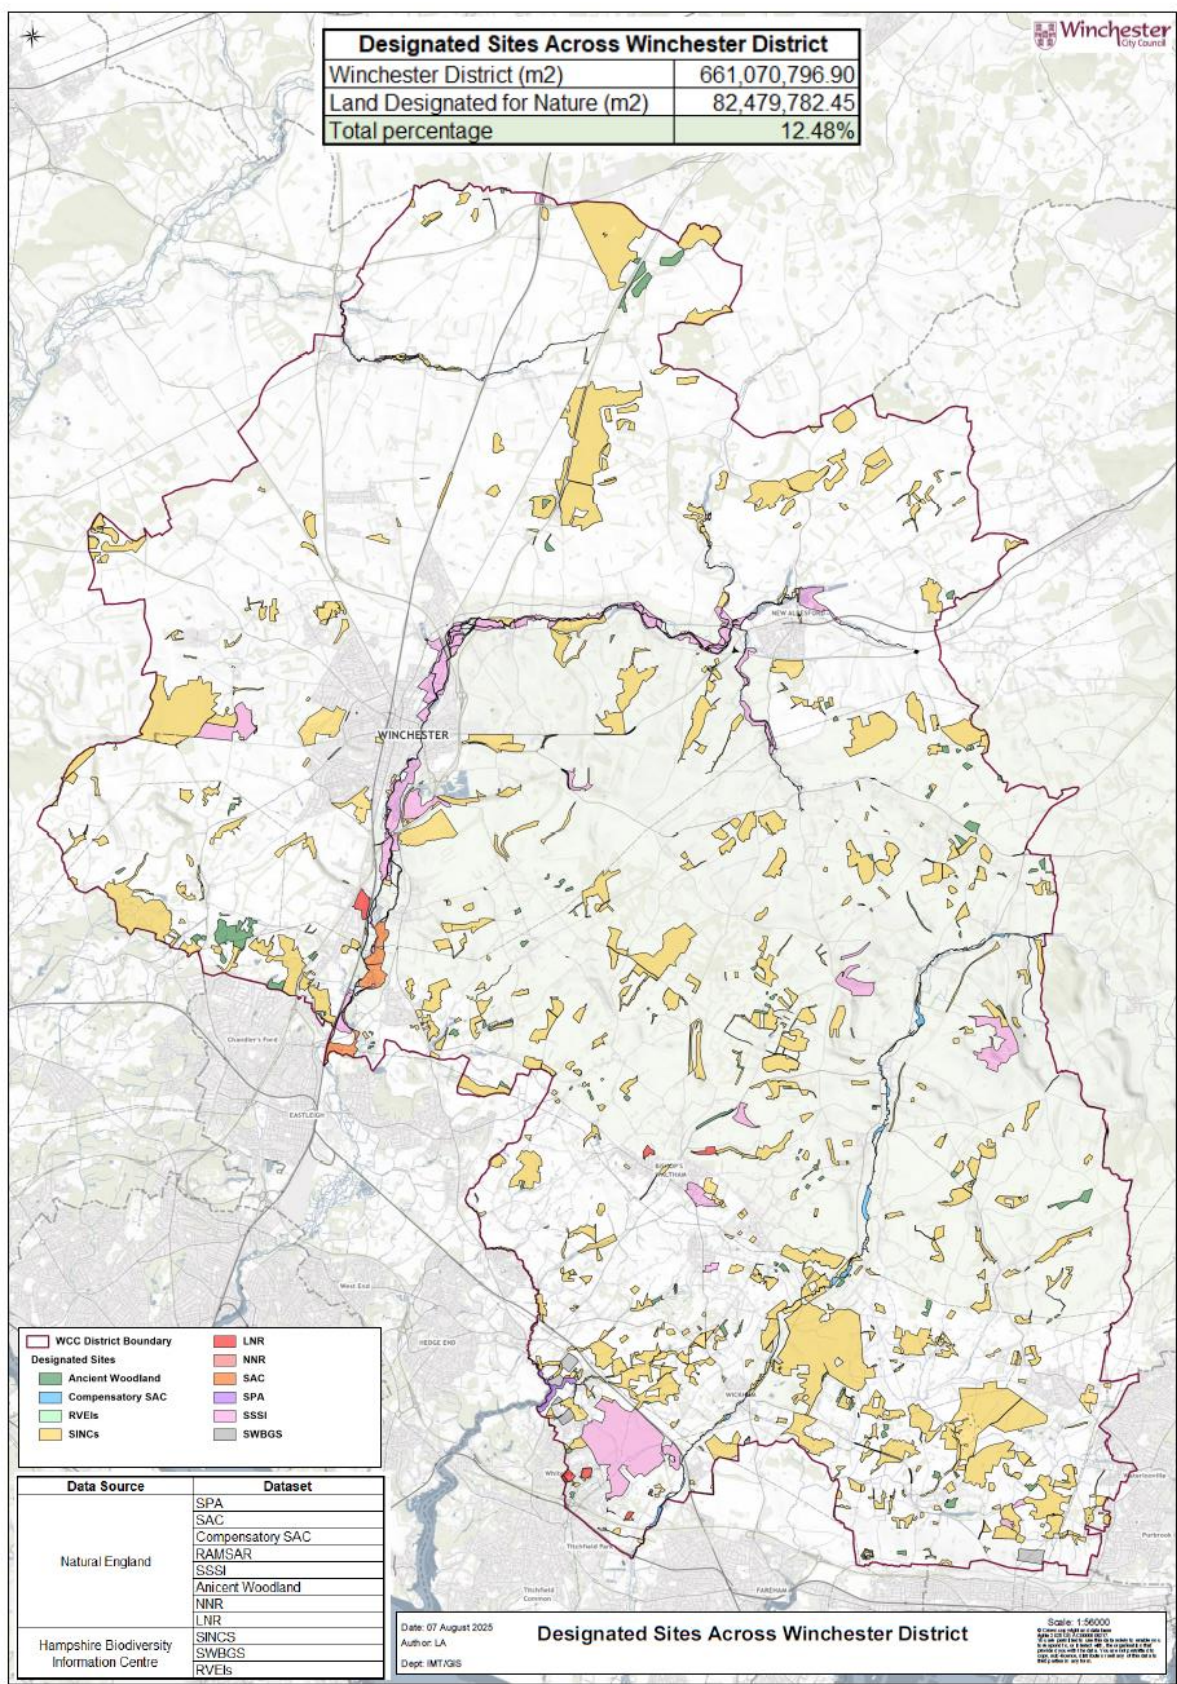 Winchester
City Council
Designated Sites Across Winchester District
Winchester District (m2) 661,070,796.90
Land Designated for Nature (m2) 82,479,782.45
Total percentage 12.48%
NEW ALRESFORD
WINCHESTER
Chandler's Ford
EASTLEIGH
BISHOP'S
WALTHAM
West End
HEDGE END
WICKHAM
Titchfield Park
Titchfield
Common
FAREHAM
Waterlooville
Purbrook
WCC District Boundary
Designated Sites
Ancient Woodland
Compensatory SAC
RVEIs
SINCs
LNR
NNR
SAC
SPA
SSSI
SWBGS
Data Source Dataset
Natural England
SPA
SAC
Compensatory SAC
RAMSAR
SSSI
Anicent Woodland
NNR
LNR
Hampshire Biodiversity
Information Centre
SINCS
SWBGS
RVEIs
Date: 07 August 2025
Author: LA
Dept: IMT/GIS
Designated Sites Across Winchester District
Scale: 1:56000